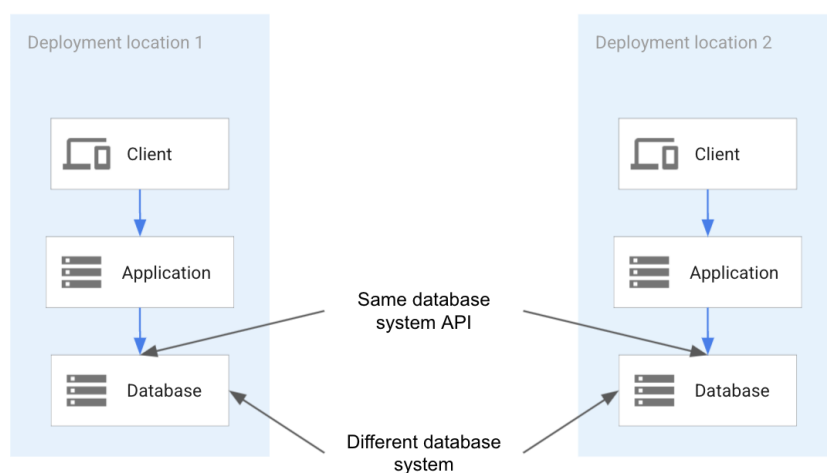 Deployment location 1
Deployment location 2
Client
Client
Application
Application
Same database
system API
Database
Database
Different database
system